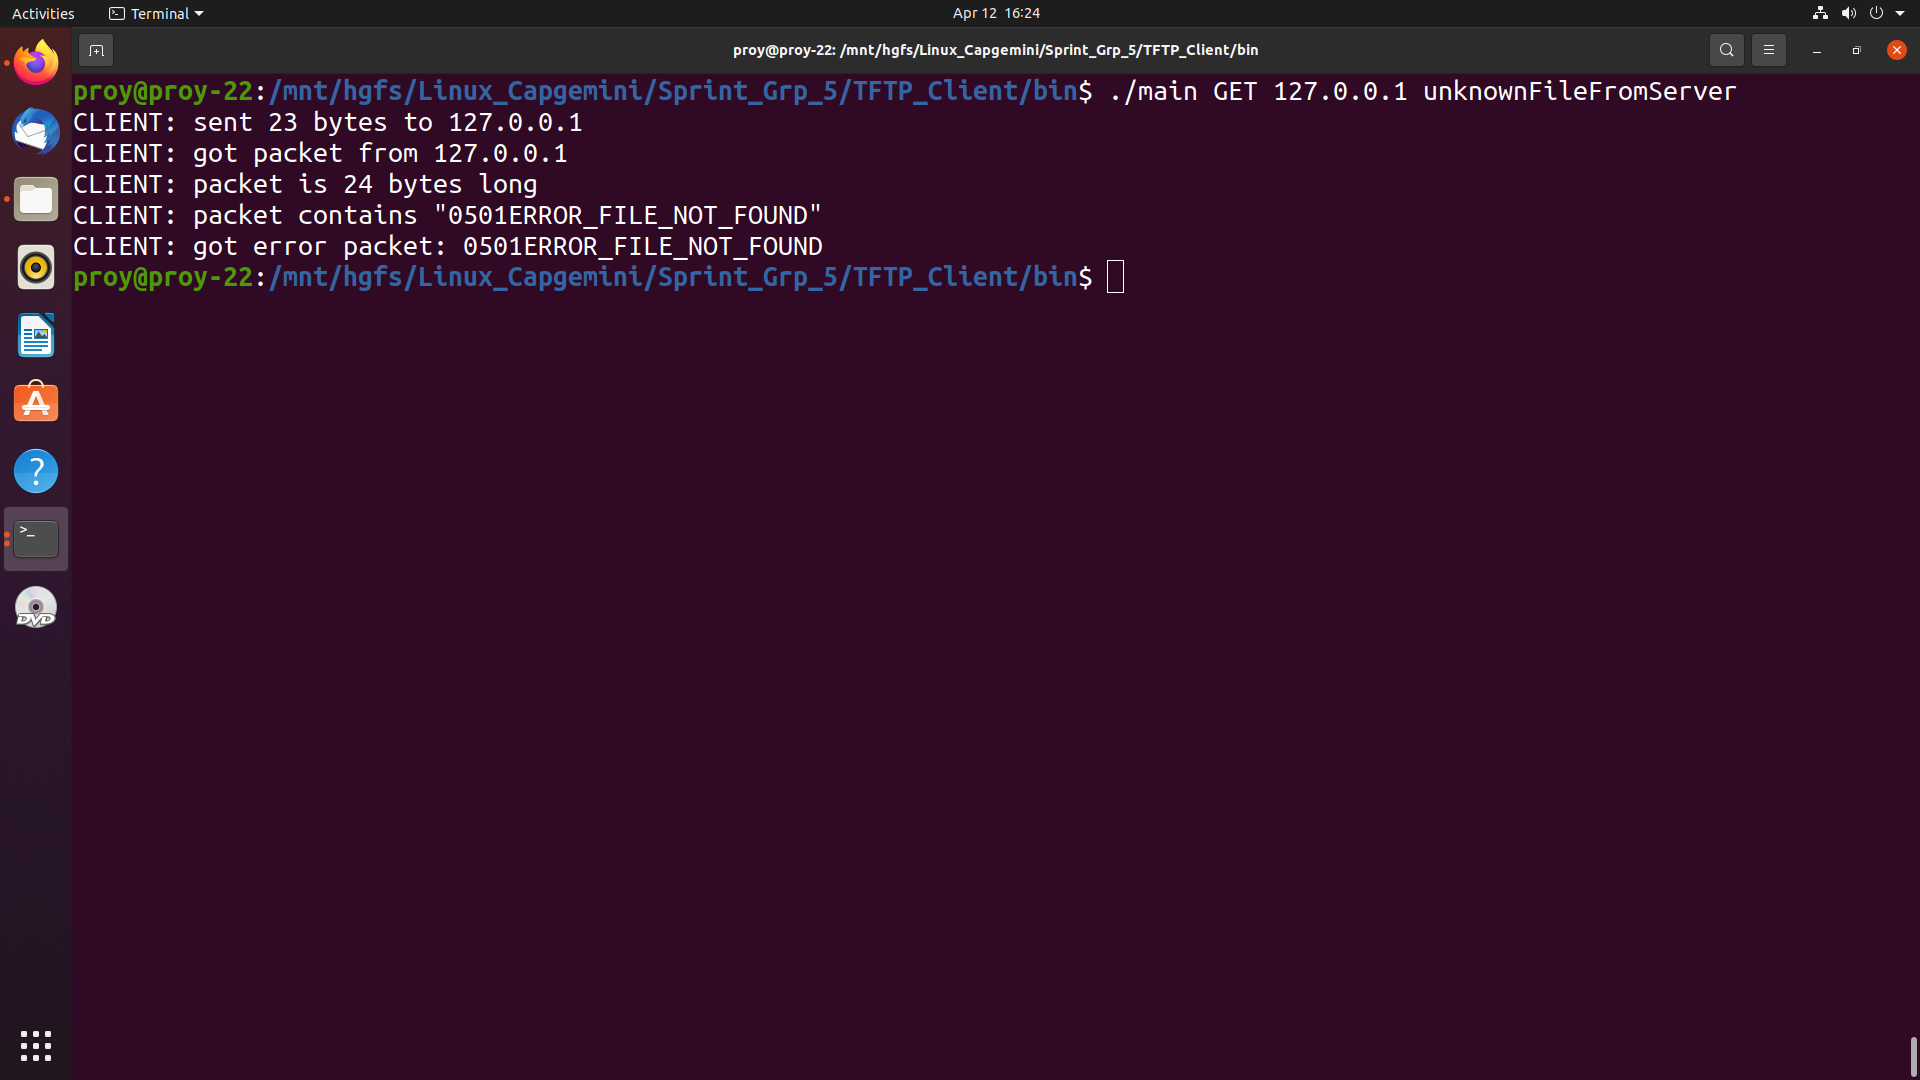 Activities Terminal Apr 12 16:24
proy@proy-22: /mnt/hgfs/Linux_Capgemini/Sprint_Grp_5/TFTP_Client/bin
proy@proy-22:/mnt/hgfs/Linux_Capgemini/Sprint_Grp_5/TFTP_Client/bin$ ./main GET 127.0.0.1 unknownFileFromServer
CLIENT: sent 23 bytes to 127.0.0.1
CLIENT: got packet from 127.0.0.1
CLIENT: packet is 24 bytes long
CLIENT: packet contains "0501ERROR_FILE_NOT_FOUND"
CLIENT: got error packet: 0501ERROR_FILE_NOT_FOUND
proy@proy-22:/mnt/hgfs/Linux_Capgemini/Sprint_Grp_5/TFTP_Client/bin$
?
>_
DVD